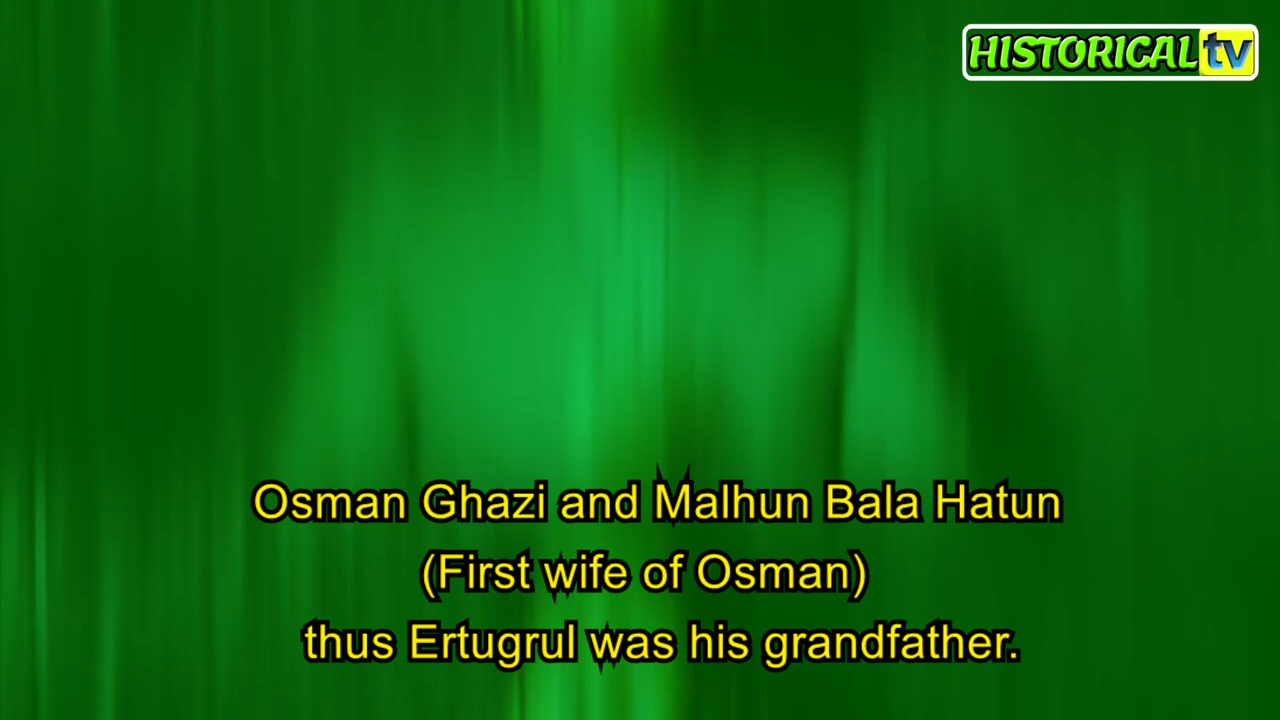 HISTORICAL tv
Osman Ghazi and Malhun Bala Hatun
(First wife of Osman)
thus Ertugrul was his grandfather.